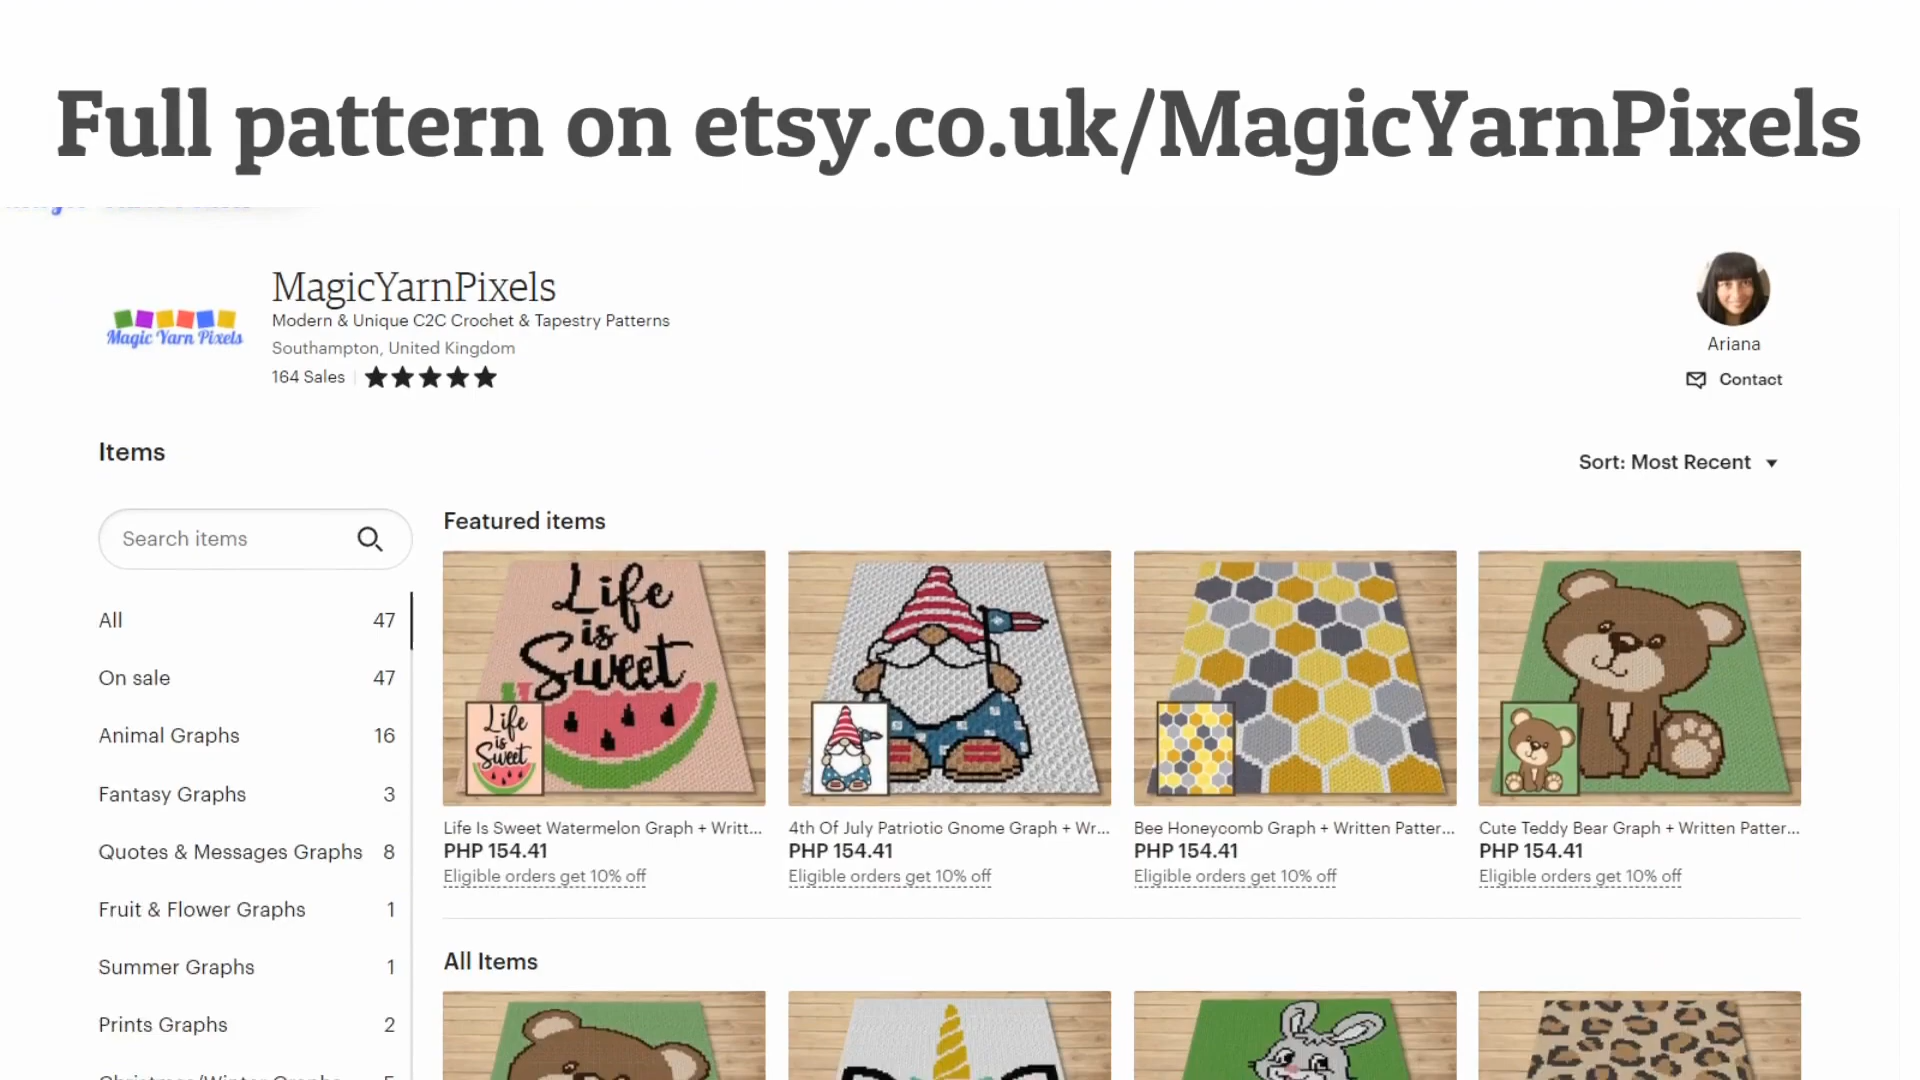 Full pattern on etsy.co.uk/MagicYarnPixels
MagicYarnPixels
Modern & Unique C2C Crochet & Tapestry Patterns
Southampton, United Kingdom
164 Sales
Magic Yarn Pixels
Ariana
Contact
Items
Sort: Most Recent
Search items
All 47
On sale 47
Animal Graphs 16
Fantasy Graphs 3
Quotes & Messages Graphs 8
Fruit & Flower Graphs 1
Summer Graphs 1
Prints Graphs 2
Featured items
Life
is
Sweet
Life
is
Sweet
Life Is Sweet Watermelon Graph + Writt...
PHP 154.41
Eligible orders get 10% off
4th Of July Patriotic Gnome Graph + Wr...
PHP 154.41
Eligible orders get 10% off
Bee Honeycomb Graph + Written Patter...
PHP 154.41
Eligible orders get 10% off
Cute Teddy Bear Graph + Written Patter...
PHP 154.41
Eligible orders get 10% off
All Items